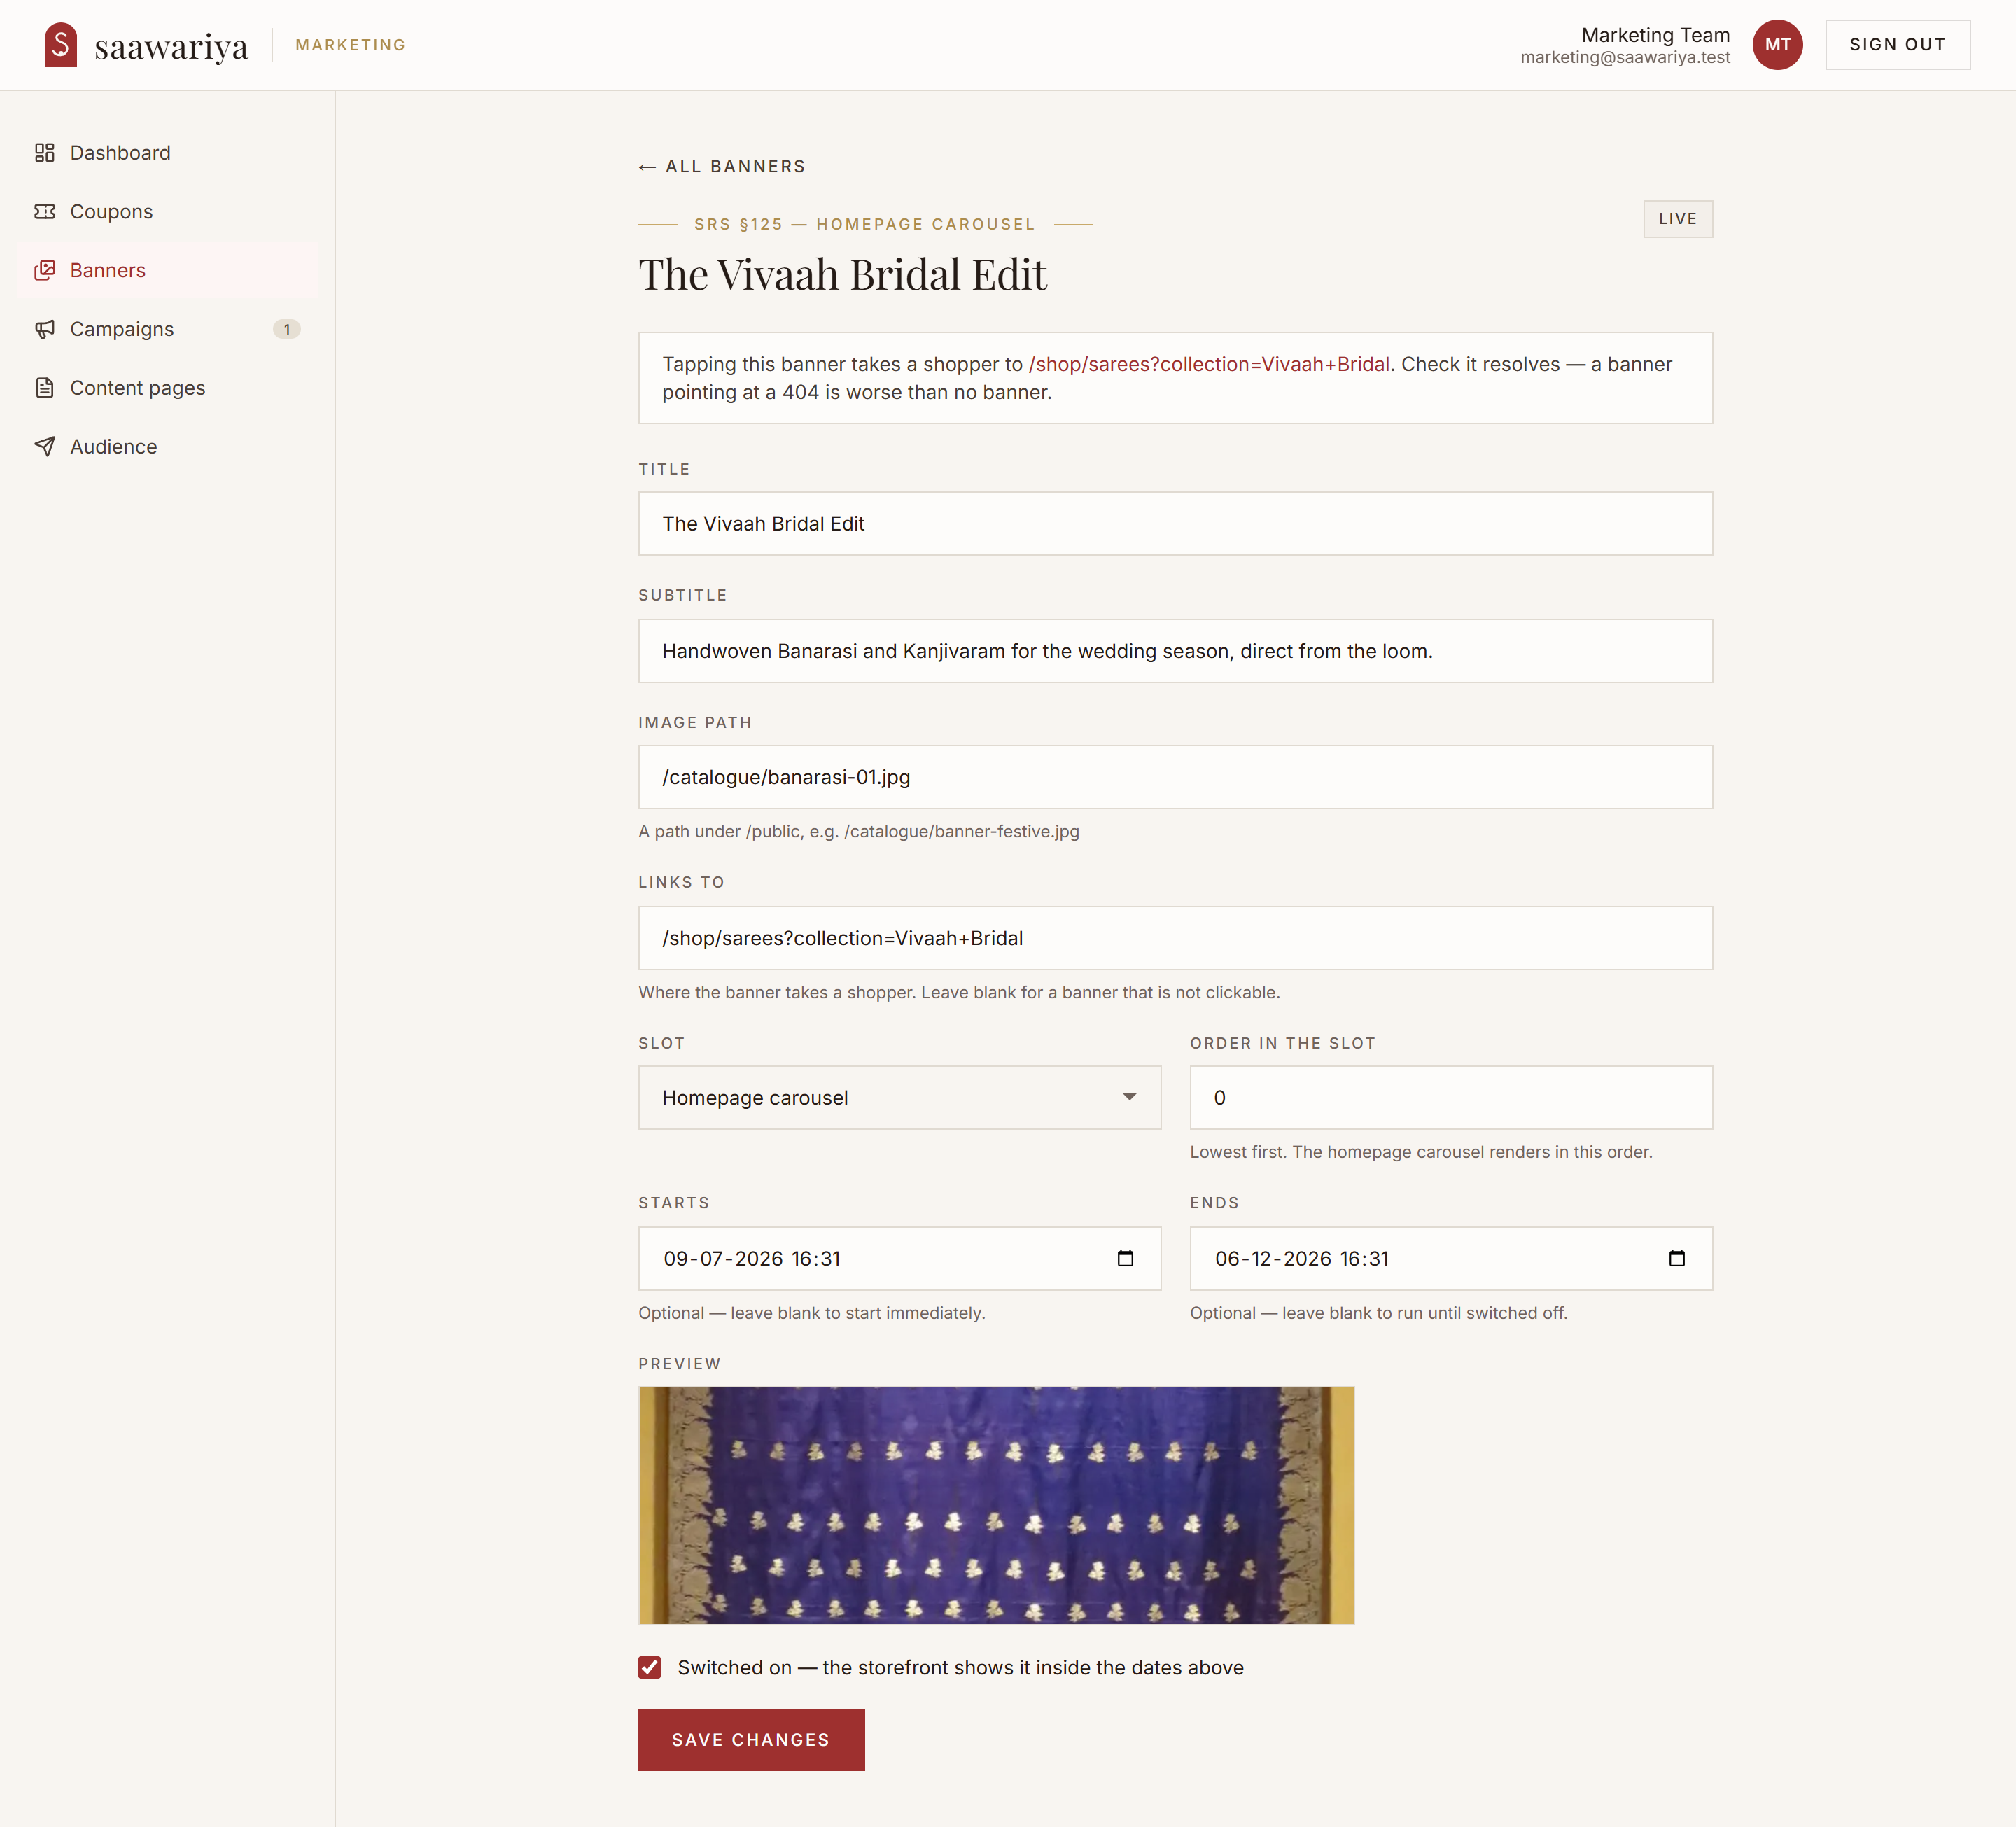 saawariya
MARKETING
Marketing Team
marketing@saawariya.test
MT
SIGN OUT
Dashboard
Coupons
Banners
Campaigns 1
Content pages
Audience
← ALL BANNERS
SRS §125 — HOMEPAGE CAROUSEL
LIVE
The Vivaah Bridal Edit
Tapping this banner takes a shopper to /shop/sarees?collection=Vivaah+Bridal. Check it resolves — a banner
pointing at a 404 is worse than no banner.
TITLE
The Vivaah Bridal Edit
SUBTITLE
Handwoven Banarasi and Kanjivaram for the wedding season, direct from the loom.
IMAGE PATH
/catalogue/banarasi-01.jpg
A path under /public, e.g. /catalogue/banner-festive.jpg
LINKS TO
/shop/sarees?collection=Vivaah+Bridal
Where the banner takes a shopper. Leave blank for a banner that is not clickable.
SLOT
Homepage carousel
ORDER IN THE SLOT
0
Lowest first. The homepage carousel renders in this order.
STARTS
09-07-2026 16:31
Optional — leave blank to start immediately.
ENDS
06-12-2026 16:31
Optional — leave blank to run until switched off.
PREVIEW
Switched on — the storefront shows it inside the dates above
SAVE CHANGES